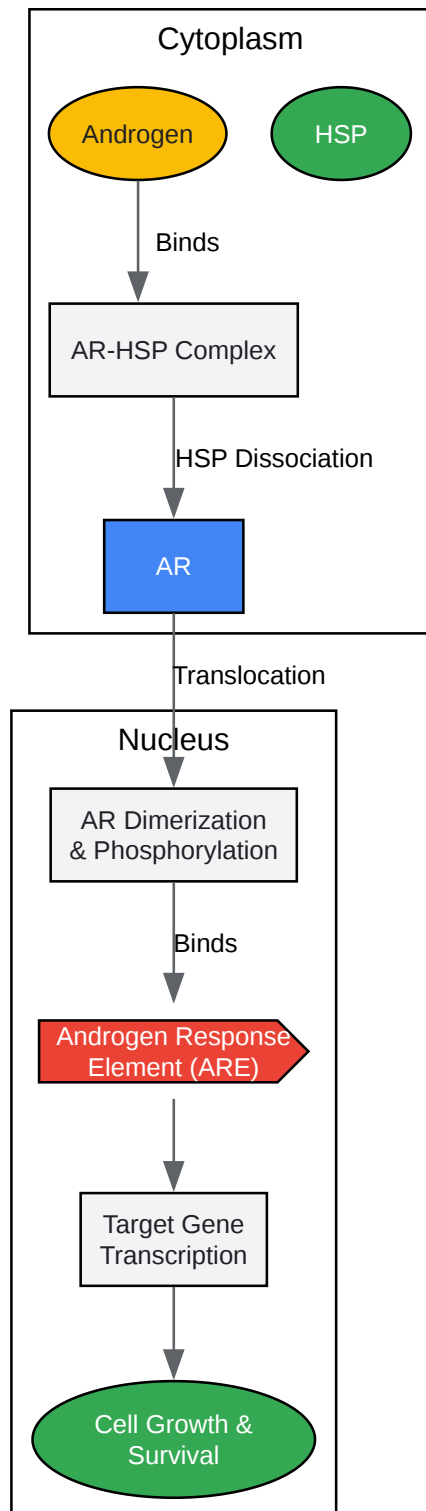 Cytoplasm
Androgen
HSP
Binds
AR-HSP Complex
HSP Dissociation
AR
Translocation
Nucleus
AR Dimerization
& Phosphorylation
Binds
Androgen Response
Element (ARE)
Target Gene
Transcription
Cell Growth &
Survival